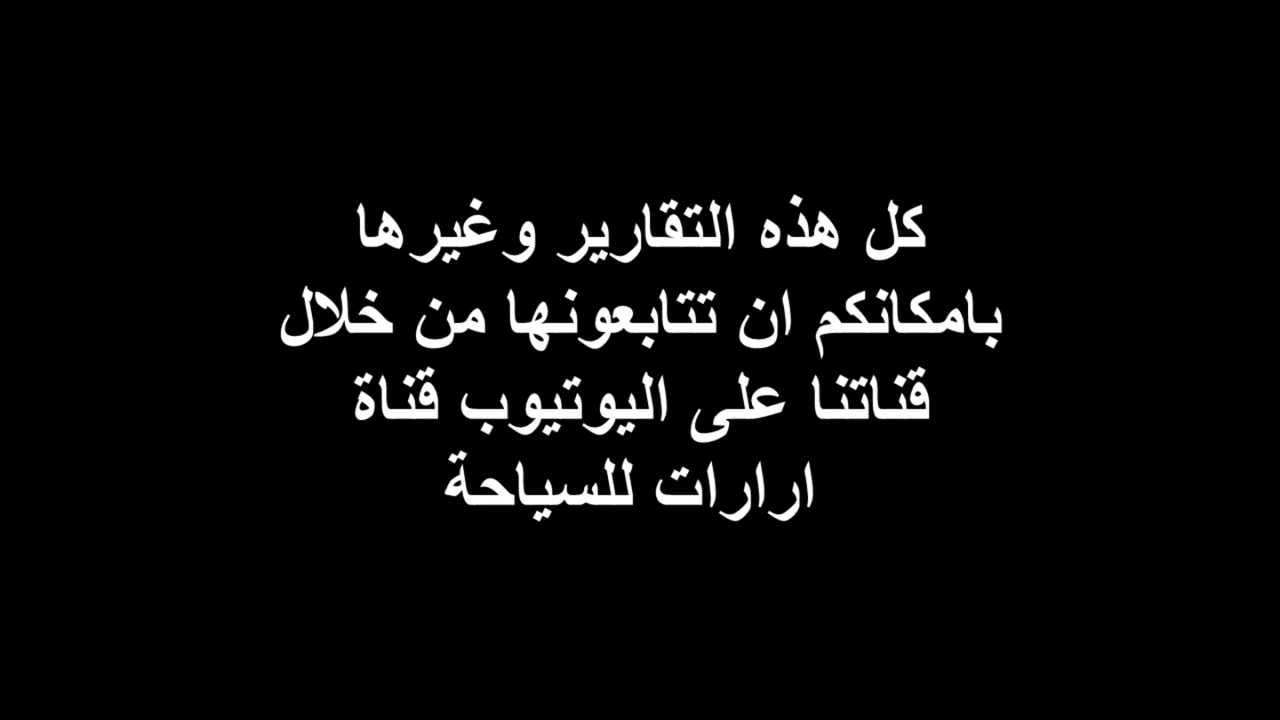 كل هذه التقارير وغيرها
بامكانكم ان تتابعونها من خلال
قناتنا على اليوتيوب قناة
ارارات للسياحة